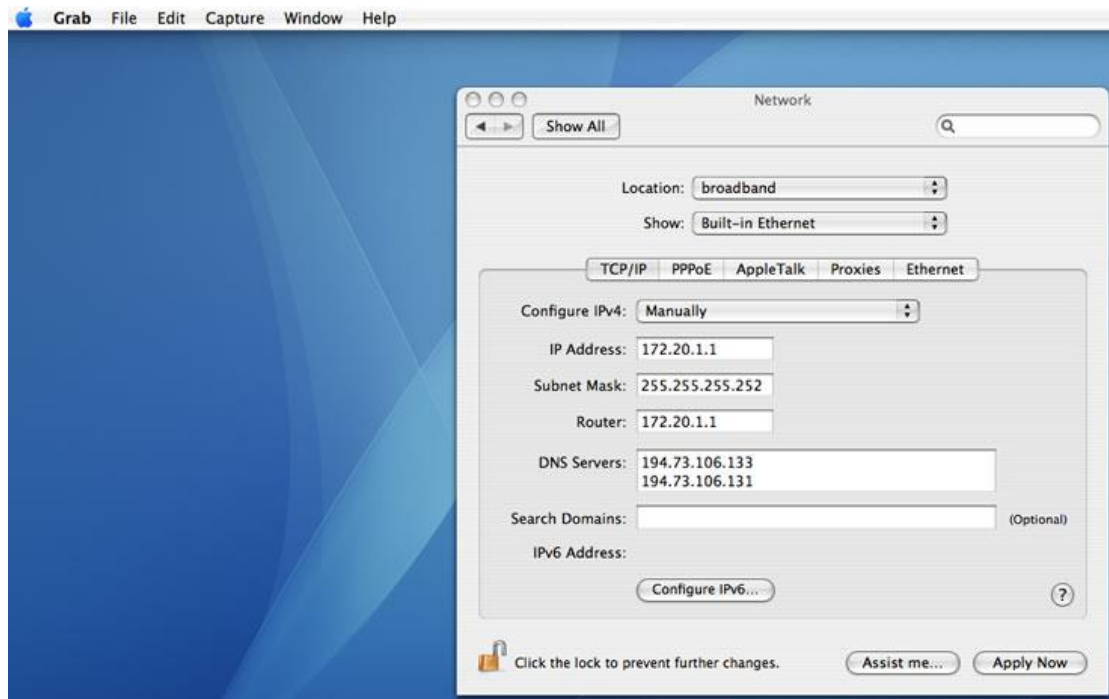 Grab File Edit Capture Window Help
Network
Show All
Location: broadband
Show: Built-in Ethernet
TCP/IP PPPoE AppleTalk Proxies Ethernet
Configure IPv4: Manually
IP Address: 172.20.1.1
Subnet Mask: 255.255.255.252
Router: 172.20.1.1
DNS Servers: 194.73.106.133
194.73.106.131
Search Domains: (Optional)
IPv6 Address:
Configure IPv6... ?
Click the lock to prevent further changes. Assist me... Apply Now